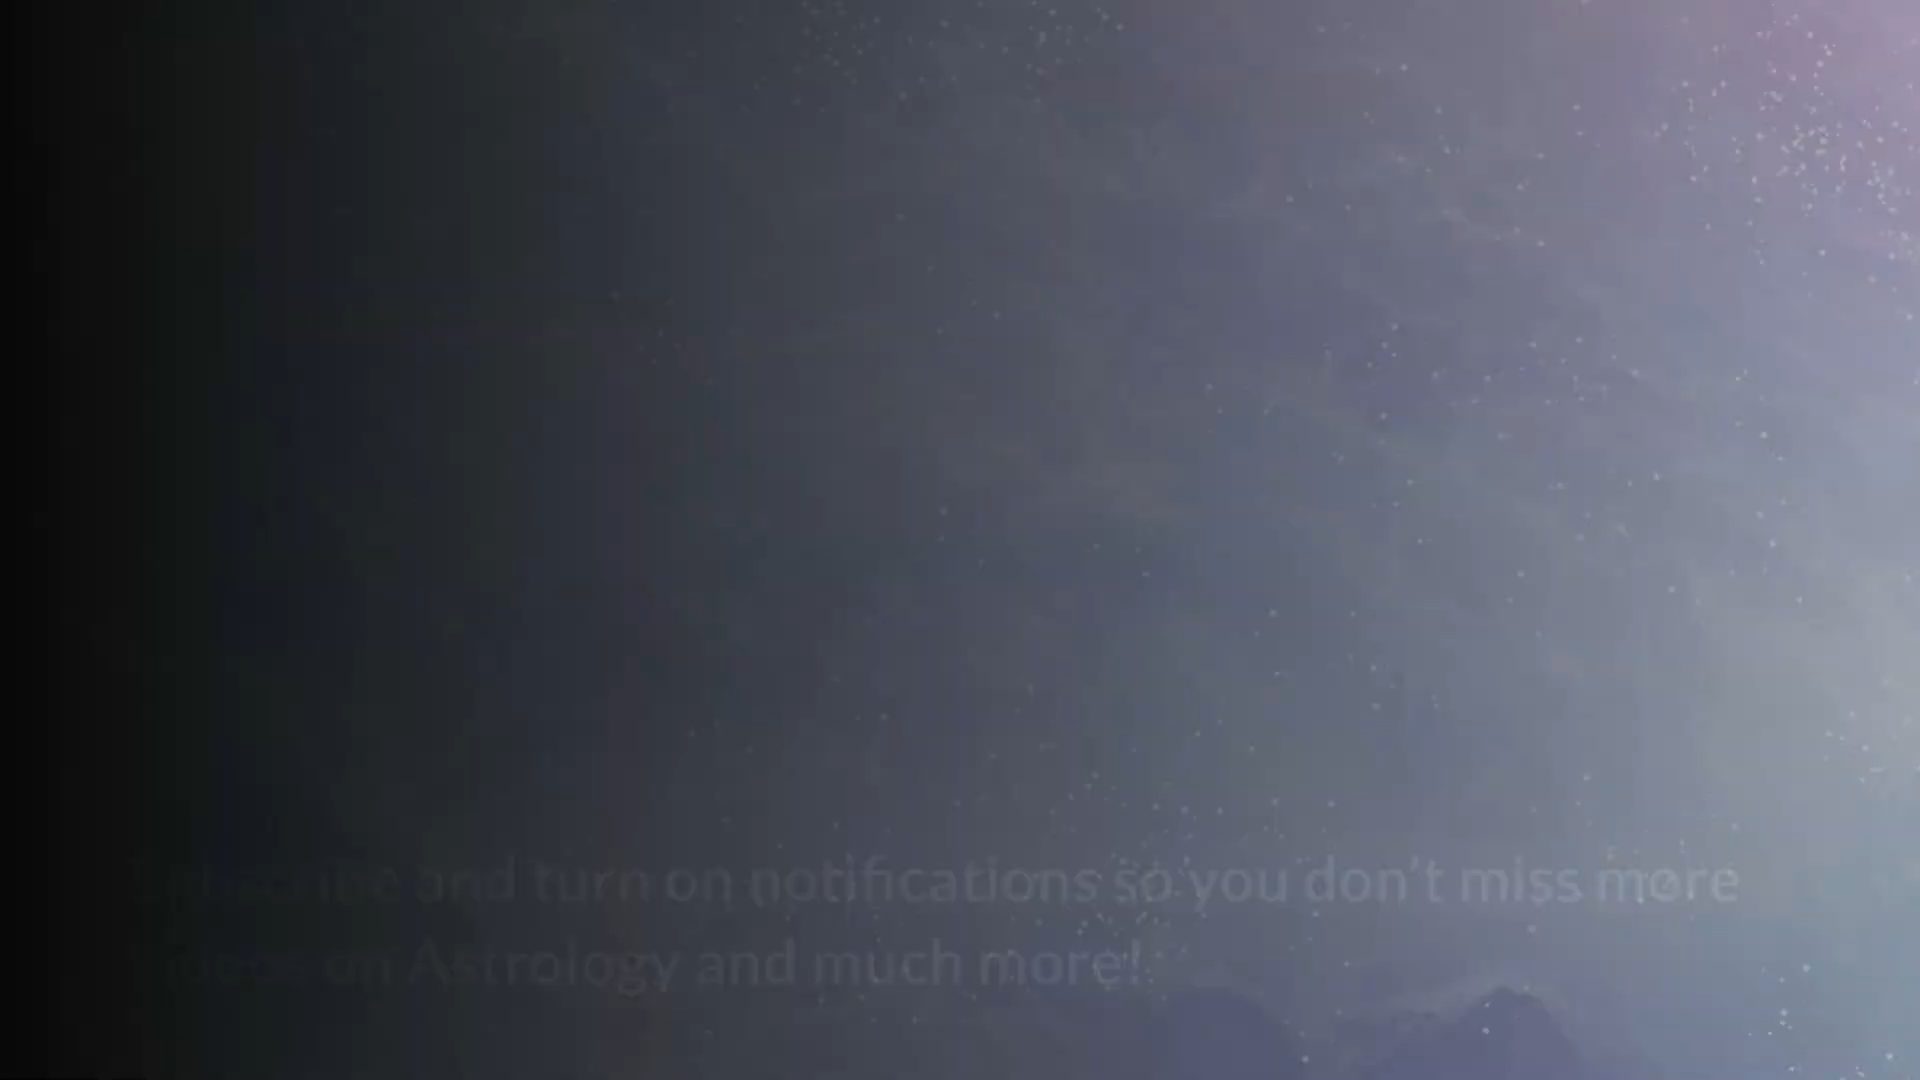 Subscribe and turn on notifications so you don't miss more
videos on Astrology and much more!